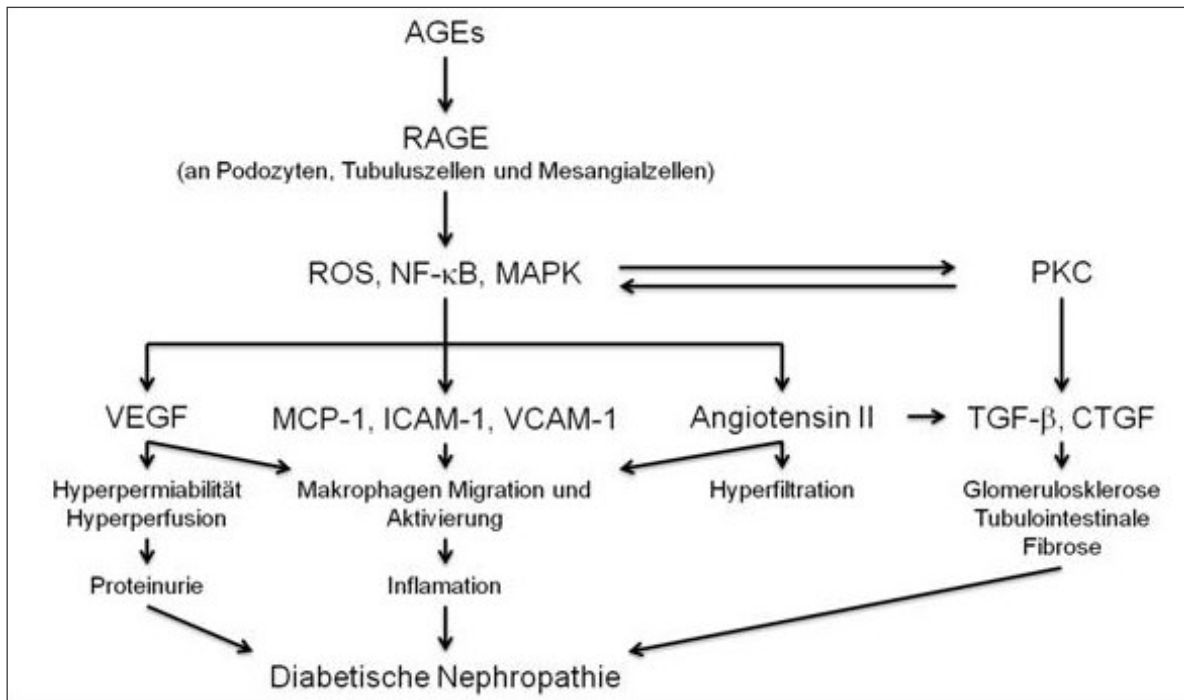 AGEs
RAGE
(an Podozyten, Tubuluszellen und Mesangialzellen)
ROS, NF-κB, MAPK
PKC
VEGF
MCP-1, ICAM-1, VCAM-1
Angiotensin II
TGF-β, CTGF
Hyperpermiabilität
Hyperperfusion
Makrophagen Migration und
Aktivierung
Hyperfiltration
Glomerulosklerose
Tubulointestinale
Fibrose
Proteinurie
Inflamation
Diabetische Nephropathie